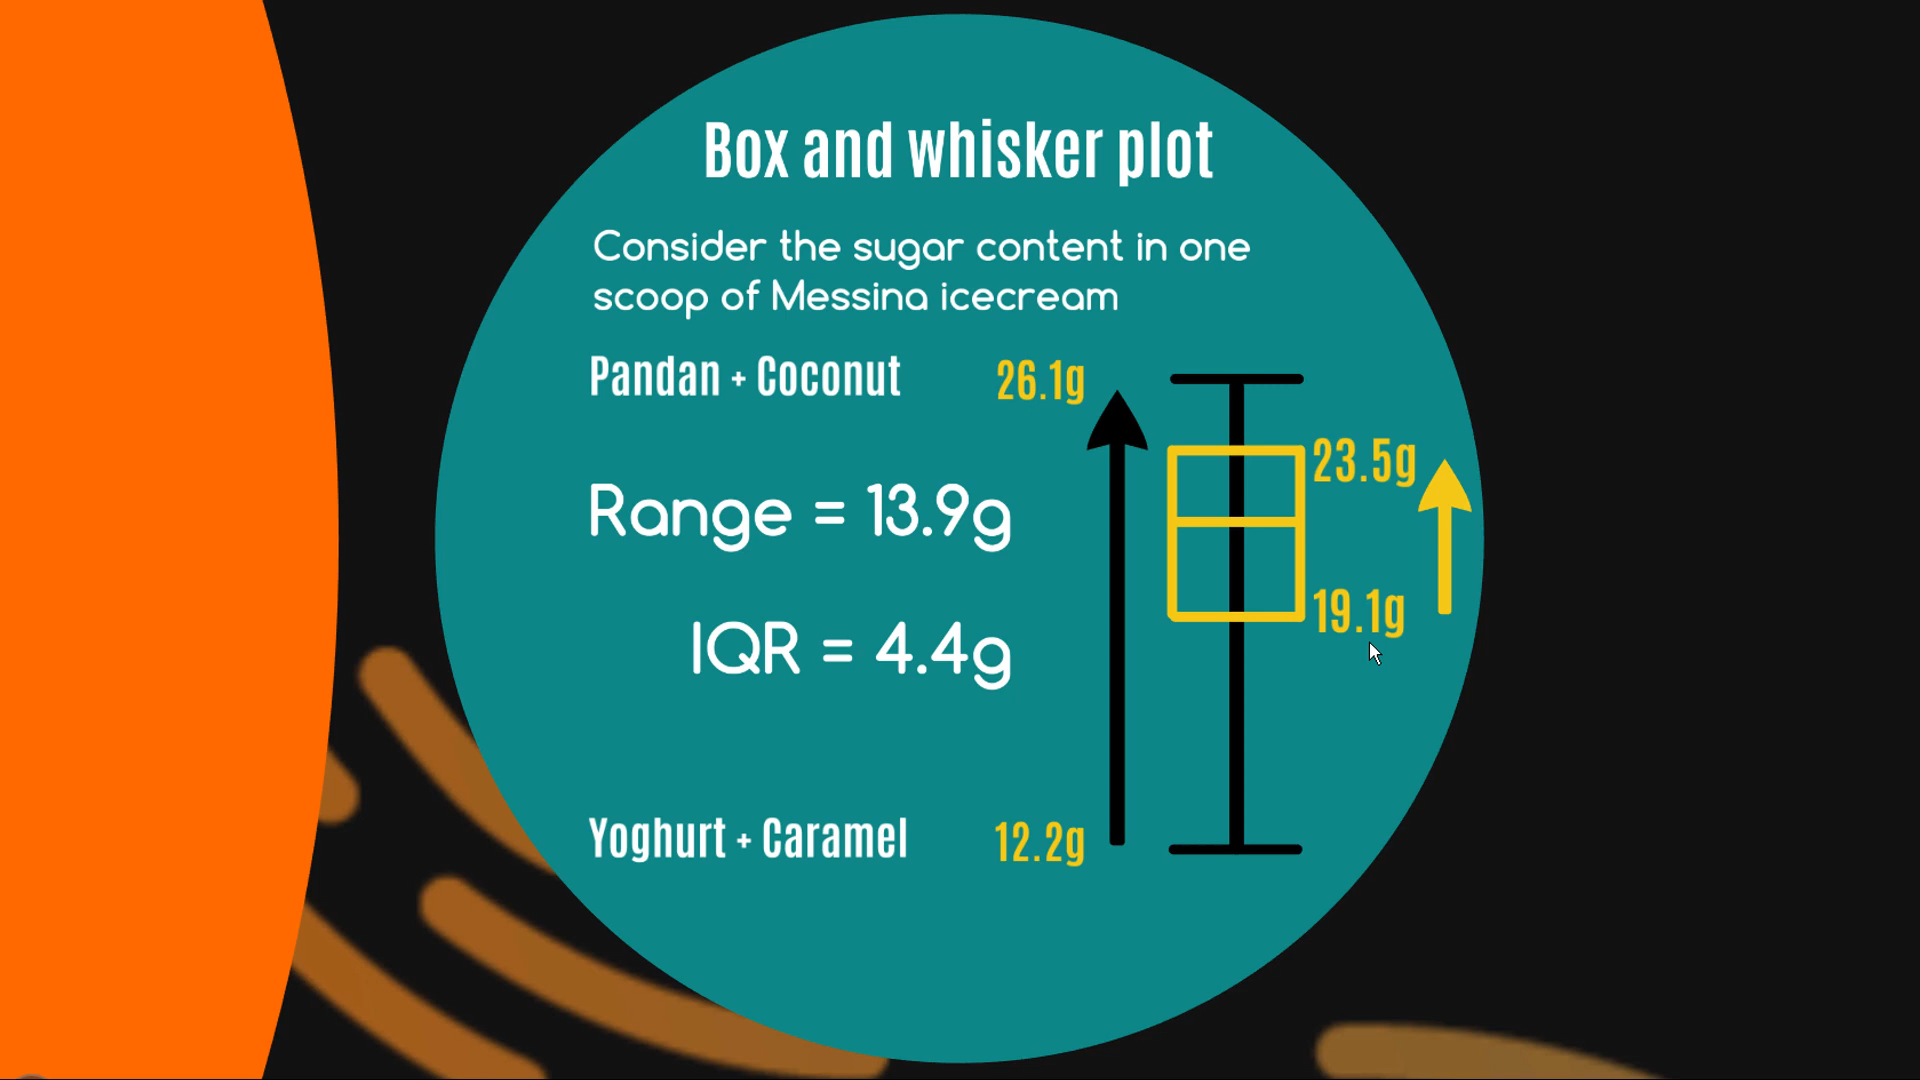 Box and whisker plot
Consider the sugar content in one
scoop of Messina icecream
Pandan + Coconut 26.1g
23.5g
Range = 13.9g
19.1g
IQR = 4.4g
Yoghurt + Caramel 12.2g